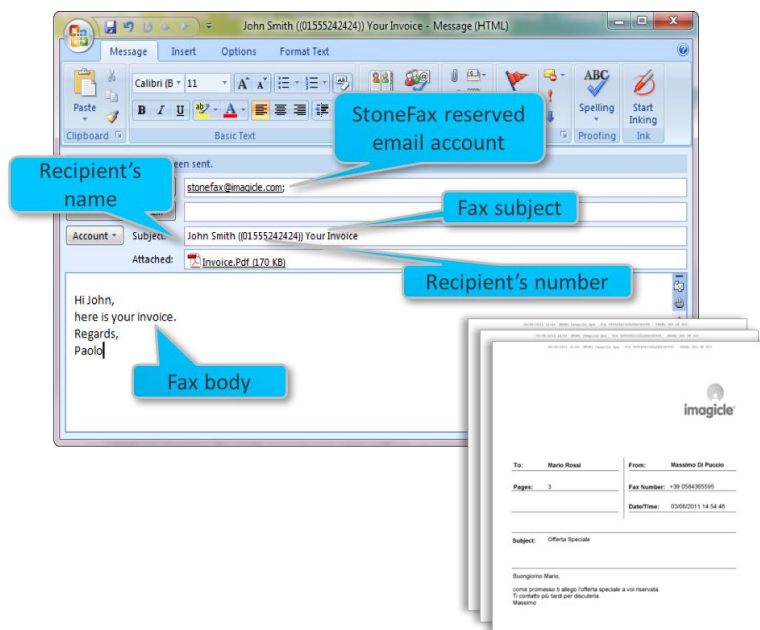 John Smith ((01555242424)) Your Invoice - Message (HTML)
Message Insert Options Format Text
Calibri (B 11
Paste
B I U
ABC
Spelling
Start Inking
Clipboard
Basic Text
Proofing
Ink
StoneFax reserved
email account
en sent.
Recipient's
name
stonefax@imagicle.com;
Fax subject
Account
Subject:
John Smith ((01555242424)) Your Invoice
Attached:
Invoice.Pdf (170 KB)
Recipient's number
Hi John,
here is your invoice.
Regards,
Paolo
Fax body
imagicle
To: Mario Rossi From: Massimo Di Puccio
Pages: 3 Fax Number: +39 0584365595
Date/Time: 03/08/2011 14.54.46
Subject: Offerta Speciale
Buongiorno Mario,
come promesso ti allego l'offerta speciale a voi riservata.
Ti contatto più tardi per discuterla.
Massimo